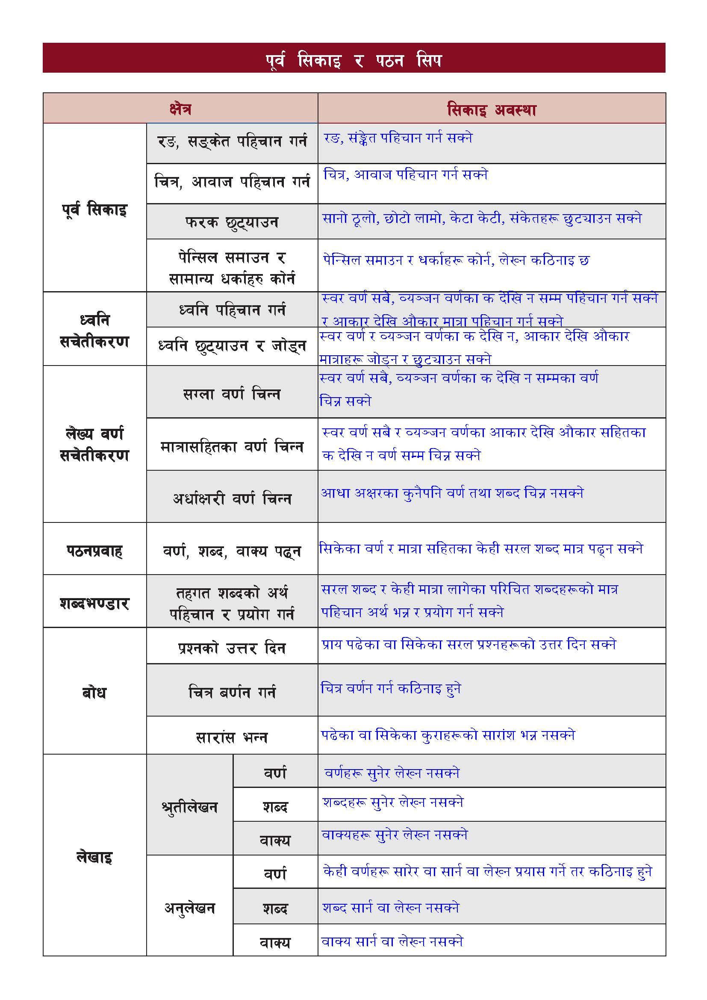 पूर्व सिकाइ र पठन सिप
क्षेत्र
सिकाइ अवस्था
पूर्व सिकाइ
रङ, सङ्केत पहिचान गर्न
रङ, संङ्केत पहिचान गर्न सक्ने
चित्र, आवाज पहिचान गर्न
चित्र, आवाज पहिचान गर्न सक्ने
फरक छुट्याउन
सानो ठूलो, छोटो लामो, केटा केटी, संकेतहरू छुट्याउन सक्ने
पेन्सिल समाउन र
सामान्य धर्काहरु कोर्न
पेन्सिल समाउन र धर्काहरू कोर्न, लेख्न कठिनाइ छ
ध्वनि
सचेतीकरण
ध्वनि पहिचान गर्न
स्वर वर्ण सबै, व्यञ्जन वर्णका क देखि न सम्म पहिचान गर्न सक्ने
र आकार देखि औकार मात्रा पहिचान गर्न सक्ने
ध्वनि छुट्याउन र जोड्न
स्वर वर्ण र व्यञ्जन वर्णका क देखि न, आकार देखि औकार
मात्राहरू जोड्न र छुट्याउन सक्ने
लेख्य वर्ण
सचेतीकरण
सग्ला वर्ण चिन्न
स्वर वर्ण सबै, व्यञ्जन वर्णका क देखि न सम्मका वर्ण
चिन्न सक्ने
मात्रासहितका वर्ण चिन्न
स्वर वर्ण सबै र व्यञ्जन वर्णका आकार देखि औकार सहितका
क देखि न वर्ण सम्म चिन्न सक्ने
अर्धाक्षरी वर्ण चिन्न
आधा अक्षरका कुनैपनि वर्ण तथा शब्द चिन्न नसक्ने
पठनप्रवाह
वर्ण, शब्द, वाक्य पढ्न
सिकेका वर्ण र मात्रा सहितका केही सरल शब्द मात्र पढ्न सक्ने
शब्दभण्डार
तहगत शब्दको अर्थ
पहिचान र प्रयोग गर्न
सरल शब्द र केही मात्रा लागेका परिचित शब्दहरूको मात्र
पहिचान अर्थ भन्न र प्रयोग गर्न सक्ने
बोध
प्रश्नको उत्तर दिन
प्राय पढेका वा सिकेका सरल प्रश्नहरूको उत्तर दिन सक्ने
चित्र बर्णन गर्न
चित्र वर्णन गर्न कठिनाइ हुने
सारांस भन्न
पढेका वा सिकेका कुराहरूको सारांश भन्न नसक्ने
लेखाइ
श्रुतीलेखन
वर्ण
वर्णहरू सुनेर लेख्न नसक्ने
शब्द
शब्दहरू सुनेर लेख्न नसक्ने
वाक्य
वाक्यहरू सुनेर लेख्न नसक्ने
अनुलेखन
वर्ण
केही वर्णहरू सारेर वा सार्न वा लेख्न प्रयास गर्ने तर कठिनाइ हुने
शब्द
शब्द सार्न वा लेख्न नसक्ने
वाक्य
वाक्य सार्न वा लेख्न नसक्ने